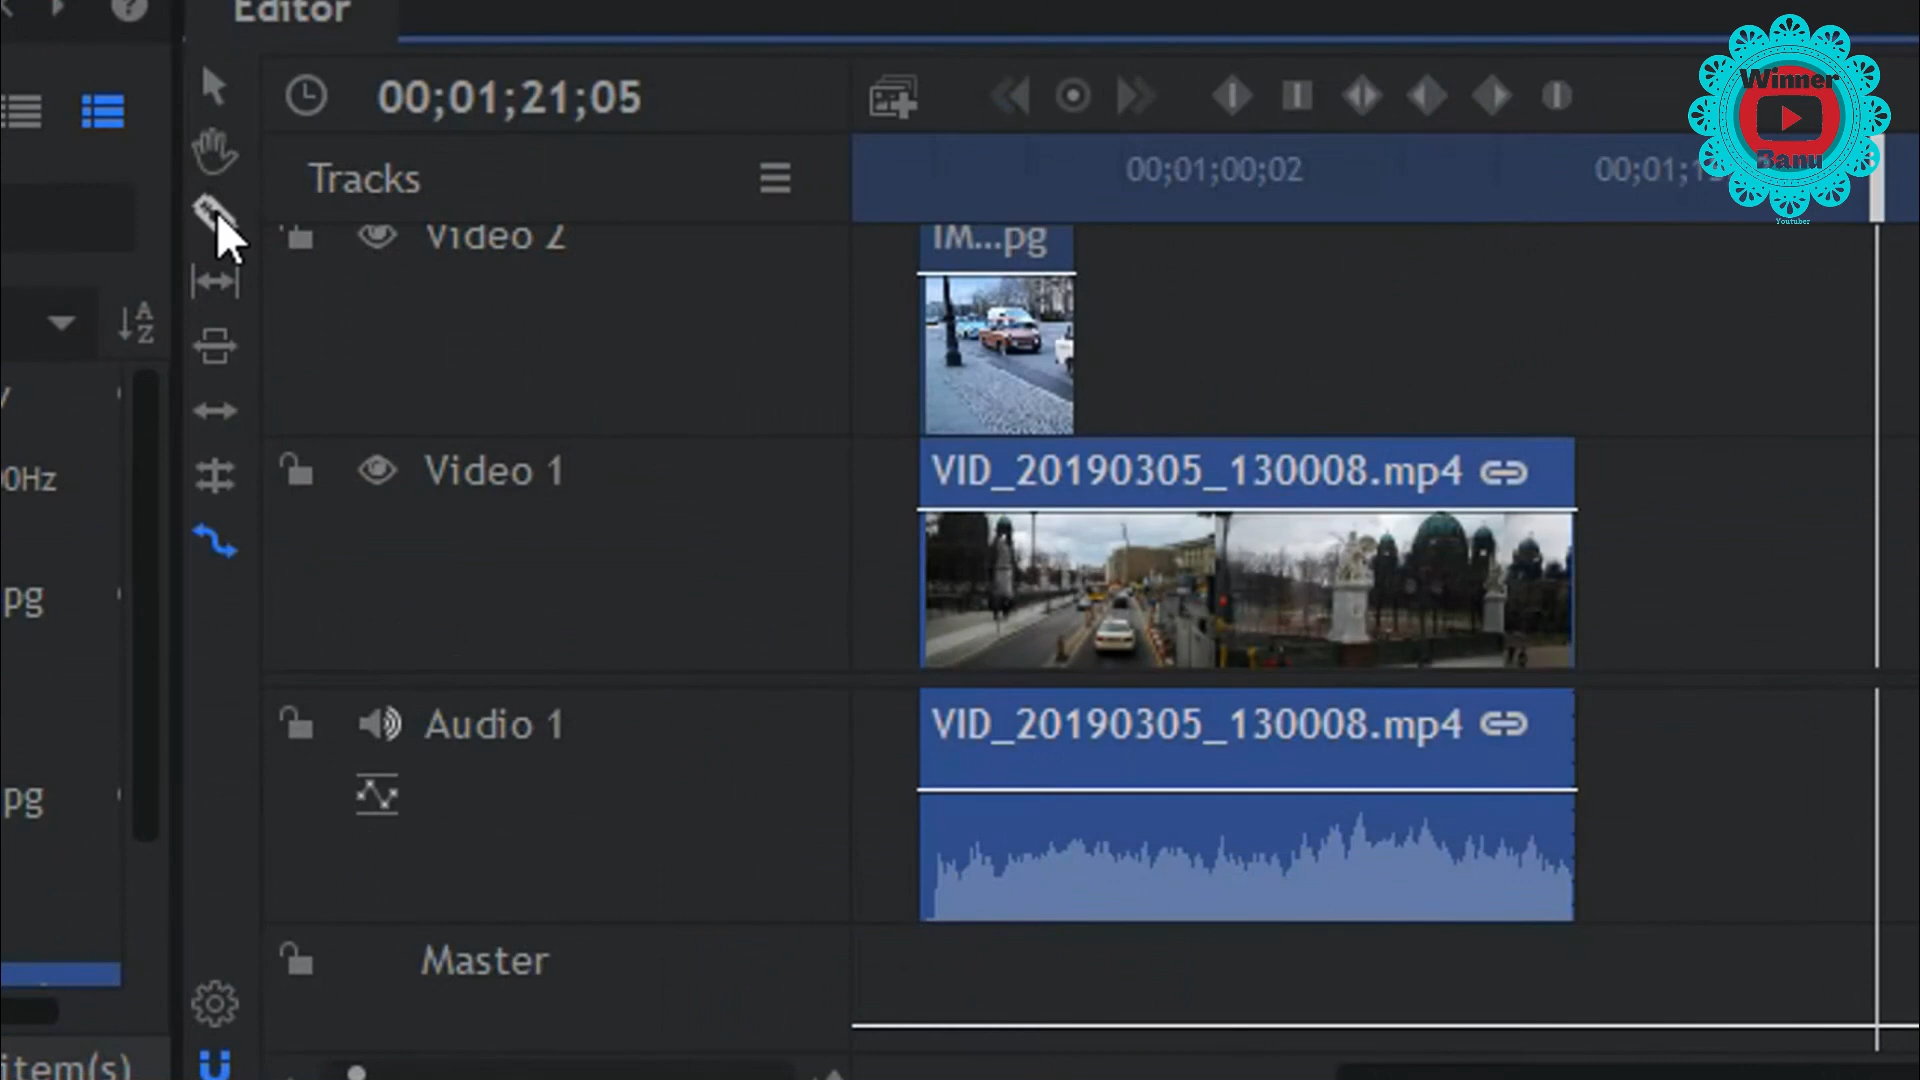 Editor
00;01;21;05
Tracks
00;01;00;02
00;01;1
Winner
Banu
Youtuber
Video 2
IM...pg
Video 1
VID_20190305_130008.mp4
Audio 1
VID_20190305_130008.mp4
Master
A
Z
0Hz
pg
pg
item(s)